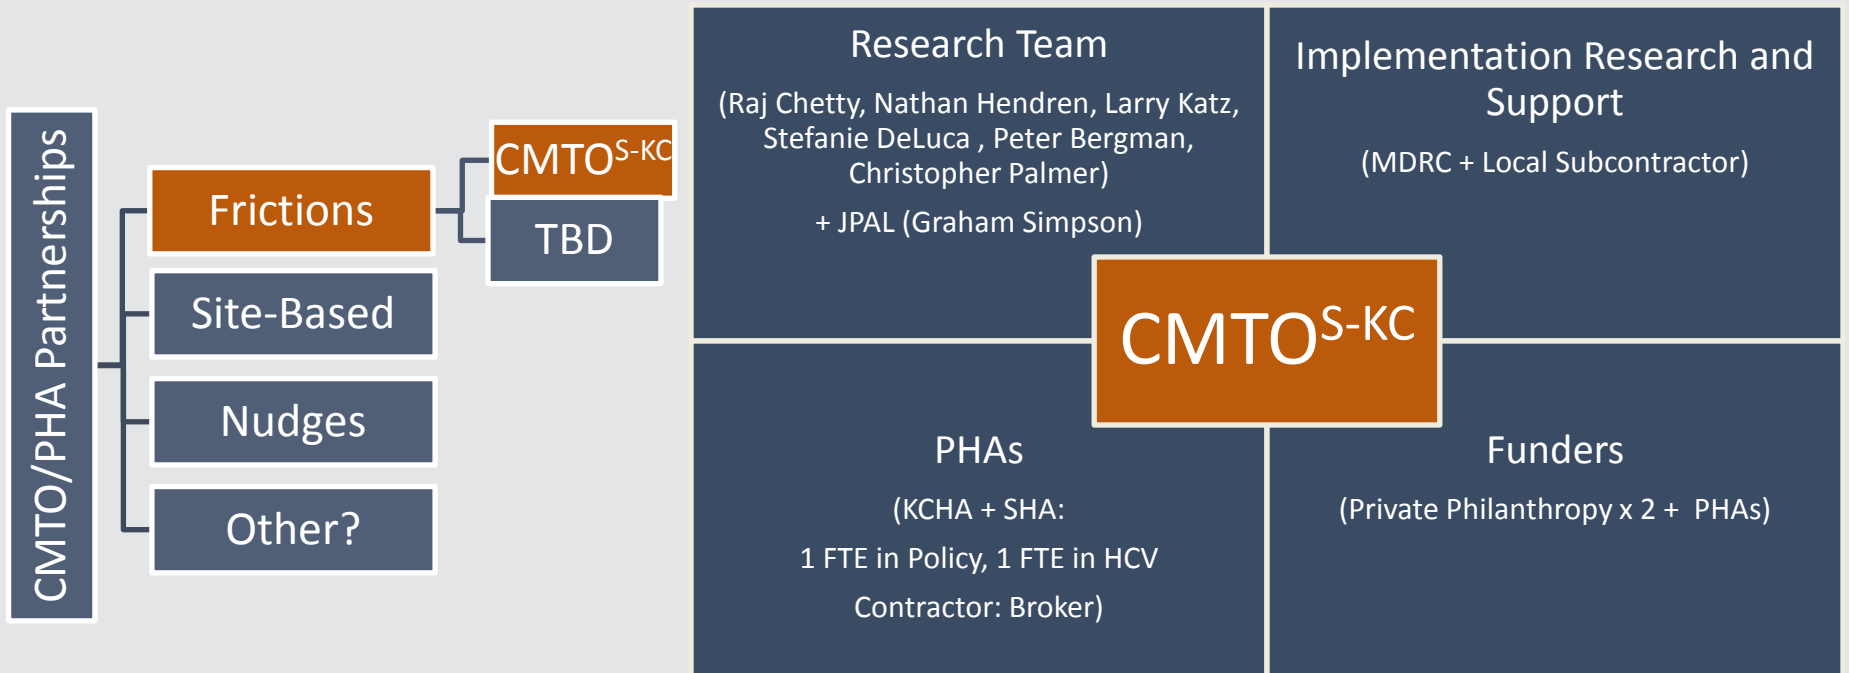 CMTO/PHA Partnerships
Frictions
Site-Based
Nudges
Other?
CMTO^S-KC
TBD
Research Team
(Raj Chetty, Nathan Hendren, Larry Katz,
Stefanie DeLuca , Peter Bergman,
Christopher Palmer)
+ JPAL (Graham Simpson)
Implementation Research and
Support
(MDRC + Local Subcontractor)
CMTO^S-KC
PHAs
(KCHA + SHA:
1 FTE in Policy, 1 FTE in HCV
Contractor: Broker)
Funders
(Private Philanthropy x 2 + PHAs)